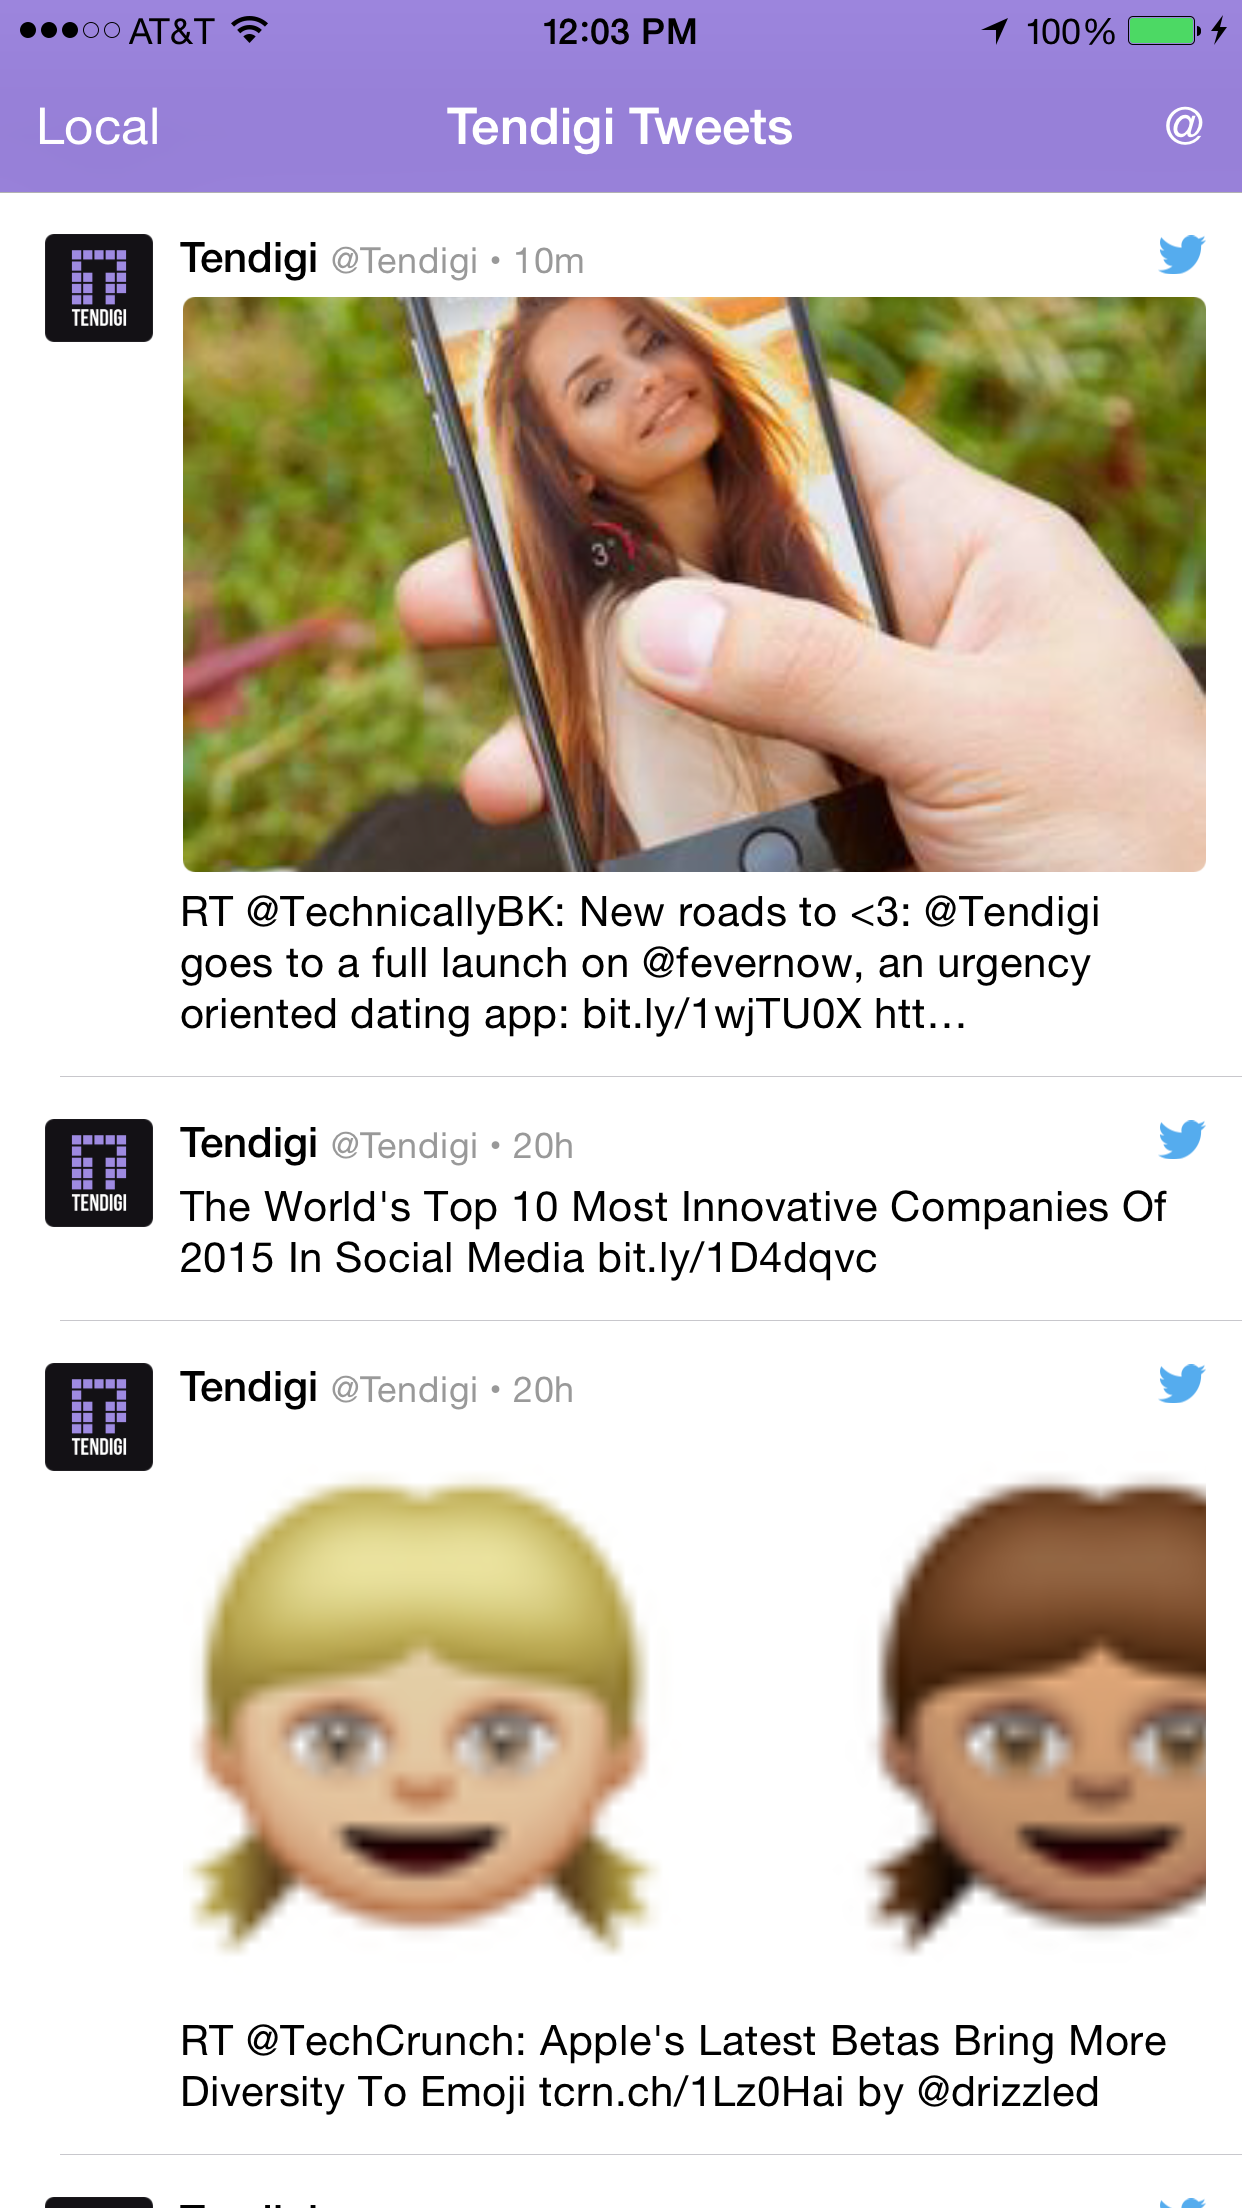 AT&T 12:03 PM 100%
Local Tendigi Tweets @
TENDIGI
Tendigi @Tendigi • 10m
3°
RT @TechnicallyBK: New roads to <3: @Tendigi
goes to a full launch on @fevernow, an urgency
oriented dating app: bit.ly/1wjTU0X htt...
TENDIGI
Tendigi @Tendigi • 20h
The World's Top 10 Most Innovative Companies Of
2015 In Social Media bit.ly/1D4dqvc
TENDIGI
Tendigi @Tendigi • 20h
RT @TechCrunch: Apple's Latest Betas Bring More
Diversity To Emoji tcrn.ch/1Lz0Hai by @drizzled